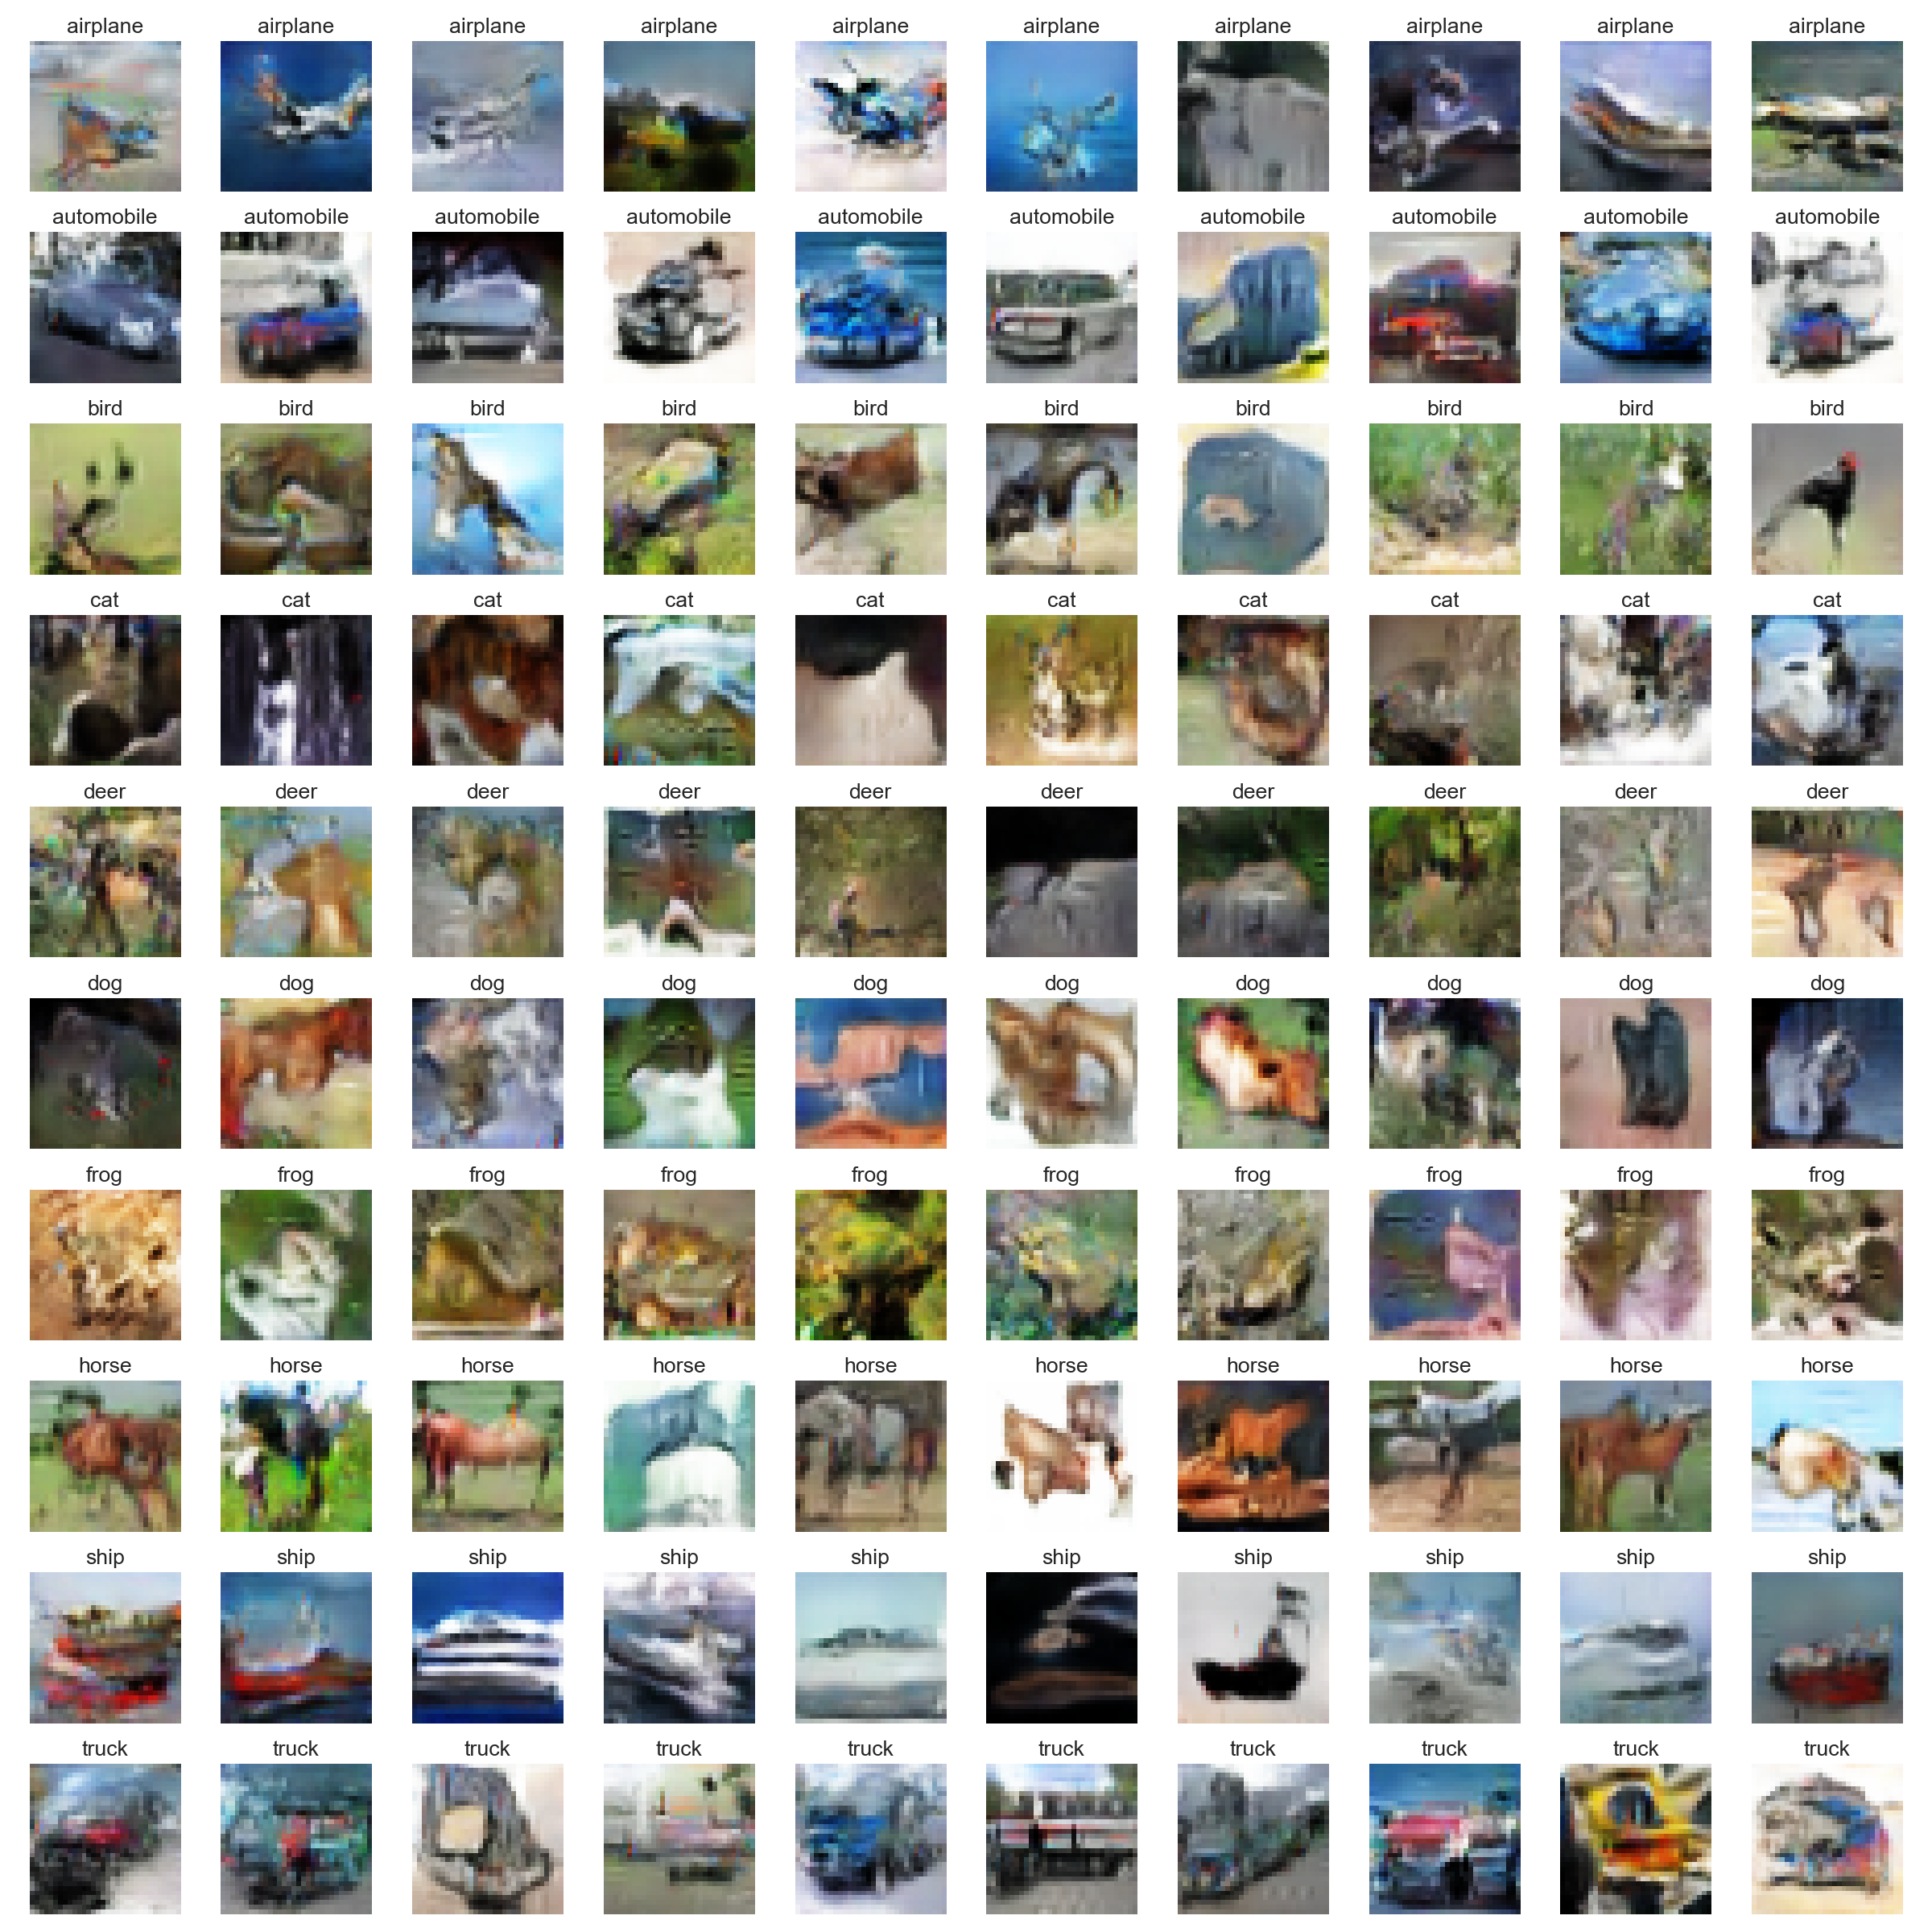 airplane airplane airplane airplane airplane airplane airplane airplane airplane airplane
automobile automobile automobile automobile automobile automobile automobile automobile automobile automobile
bird bird bird bird bird bird bird bird bird bird
cat cat cat cat cat cat cat cat cat cat
deer deer deer deer deer deer deer deer deer deer
dog dog dog dog dog dog dog dog dog dog
frog frog frog frog frog frog frog frog frog frog
horse horse horse horse horse horse horse horse horse horse
ship ship ship ship ship ship ship ship ship ship
truck truck truck truck truck truck truck truck truck truck